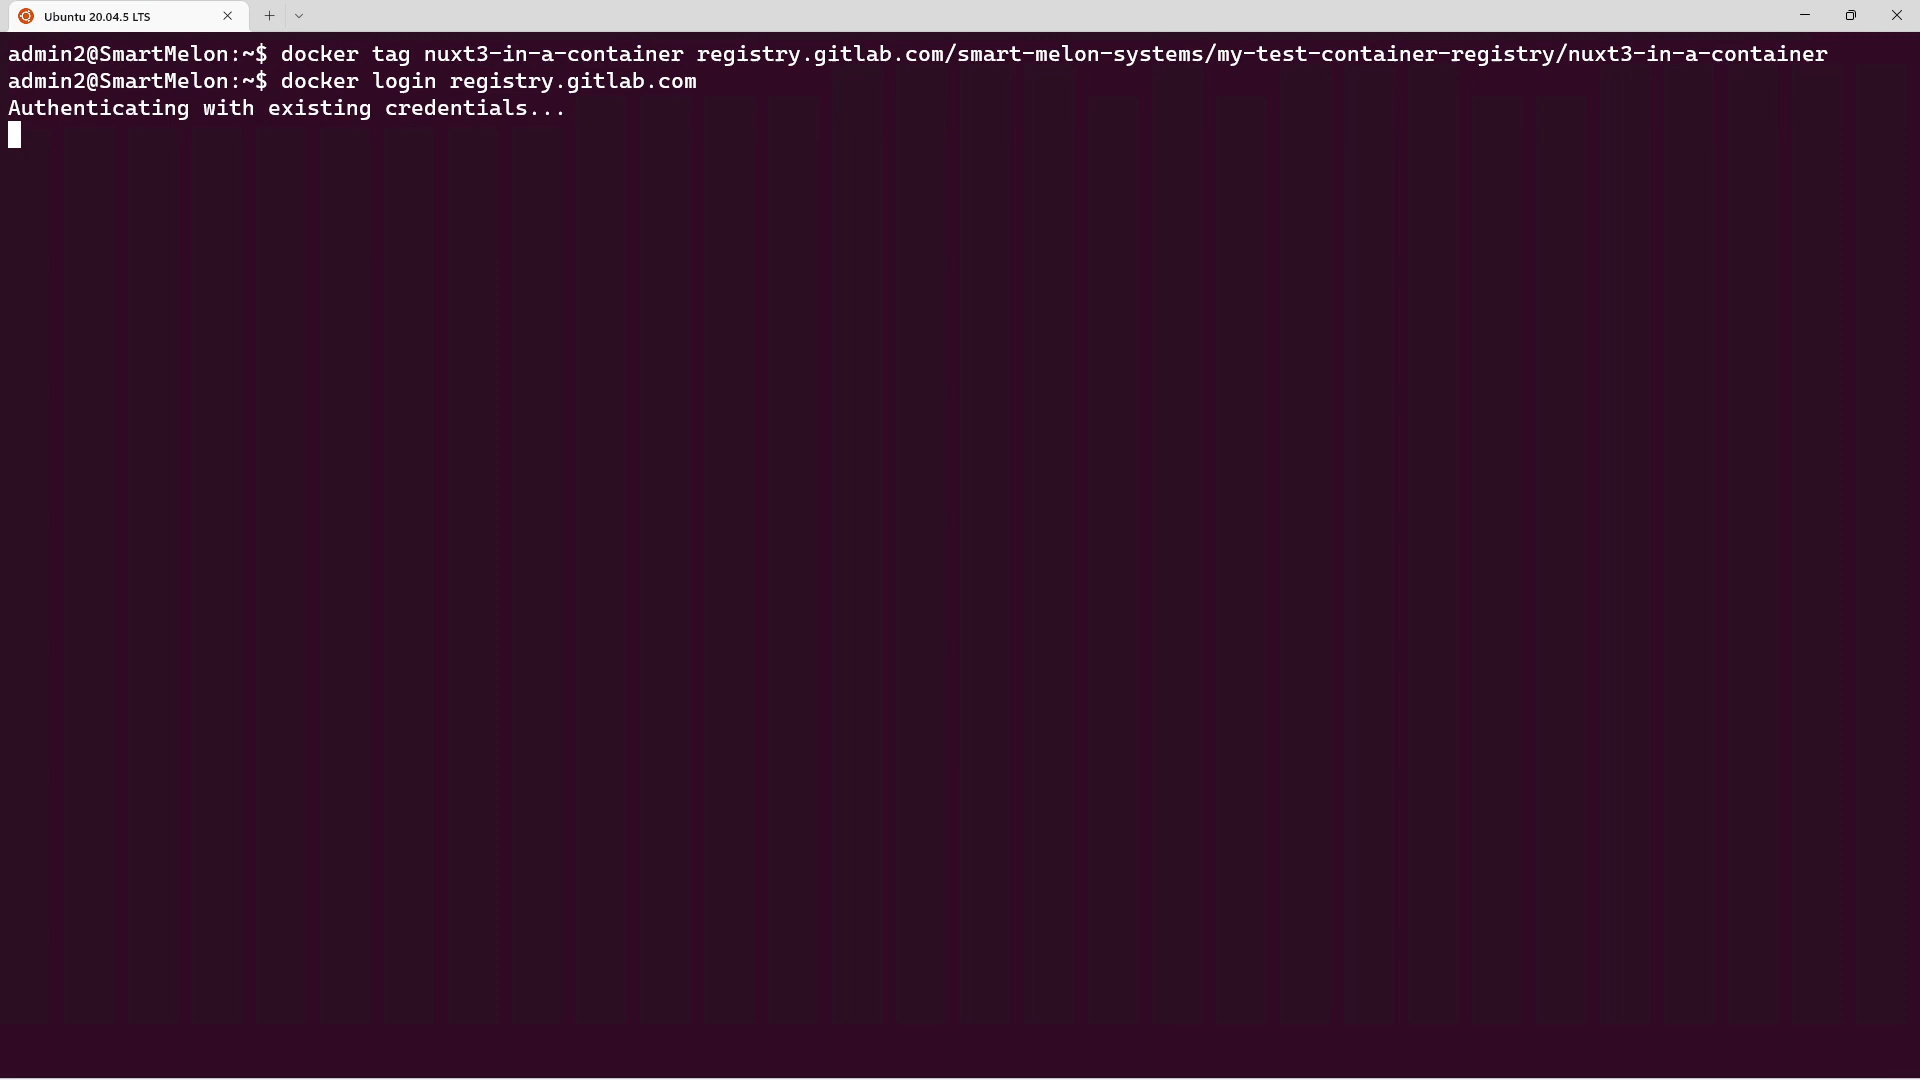 Ubuntu 20.04.5 LTS
admin2@SmartMelon:~$ docker tag nuxt3-in-a-container registry.gitlab.com/smart-melon-systems/my-test-container-registry/nuxt3-in-a-container
admin2@SmartMelon:~$ docker login registry.gitlab.com
Authenticating with existing credentials...